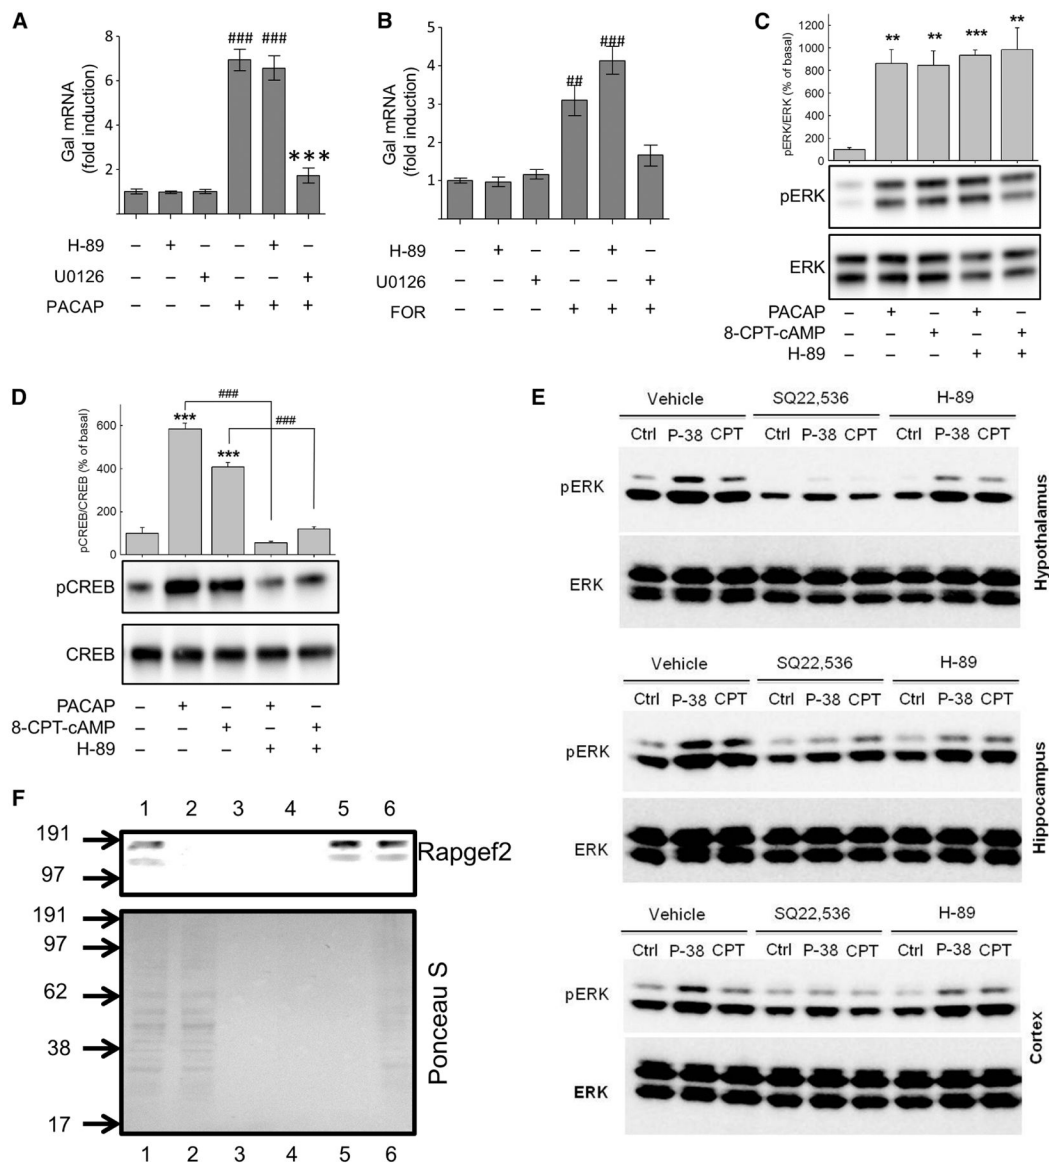 A
Gal mRNA
(fold induction)
8
6
4
2
###
###
***
H-89 – + – – + –
U0126 – – + – – +
PACAP – – – + + +
B
Gal mRNA
(fold induction)
5
4
3
2
1
0
##
###
H-89 – + – – + –
U0126 – – + – – +
FOR – – – + + +
C
pERK/ERK (% of basal)
1200
1000
800
600
400
200
0
**
**
***
**
pERK
ERK
PACAP – + – + –
8-CPT-cAMP – – + – +
H-89 – – – + +
D
pCREB/CREB (% of basal)
600
400
200
0
***
***
###
###
pCREB
CREB
PACAP – + – + –
8-CPT-cAMP – – + – +
H-89 – – – + +
E
Vehicle SQ22,536 H-89
Ctrl P-38 CPT Ctrl P-38 CPT Ctrl P-38 CPT
pERK
ERK
Hypothalamus
Vehicle SQ22,536 H-89
Ctrl P-38 CPT Ctrl P-38 CPT Ctrl P-38 CPT
pERK
ERK
Hippocampus
Vehicle SQ22,536 H-89
Ctrl P-38 CPT Ctrl P-38 CPT Ctrl P-38 CPT
pERK
ERK
Cortex
F
1 2 3 4 5 6
191
97
Rapgef2
191
97
62
38
17
Ponceau S
1 2 3 4 5 6